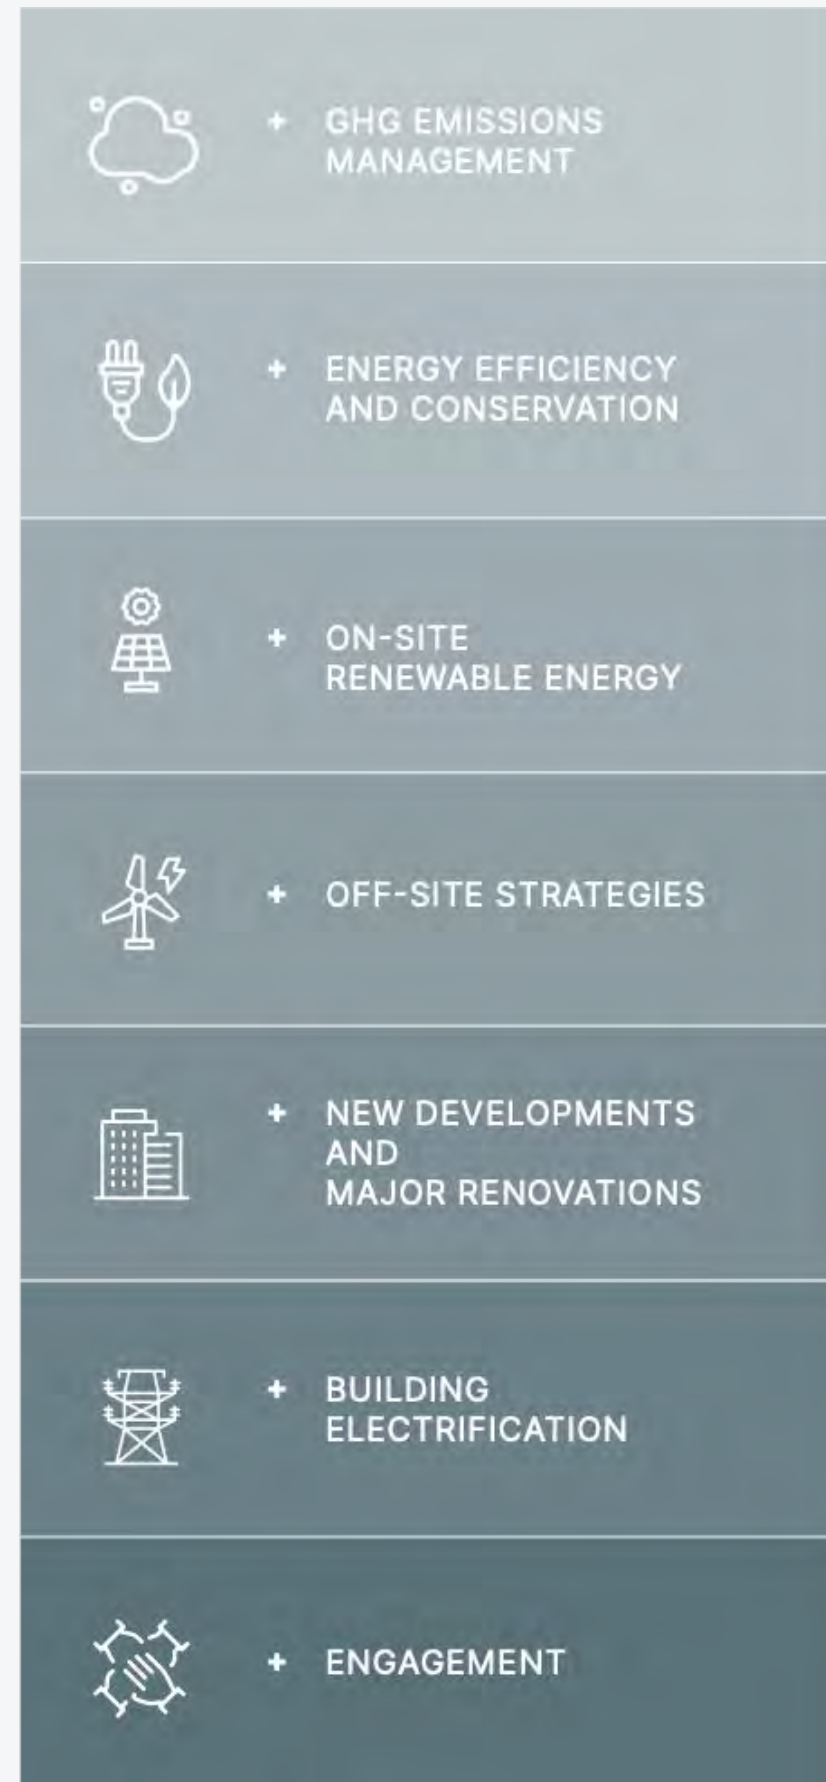 + GHG EMISSIONS
MANAGEMENT
+ ENERGY EFFICIENCY
AND CONSERVATION
+ ON-SITE
RENEWABLE ENERGY
+ OFF-SITE STRATEGIES
+ NEW DEVELOPMENTS
AND
MAJOR RENOVATIONS
+ BUILDING
ELECTRIFICATION
+ ENGAGEMENT